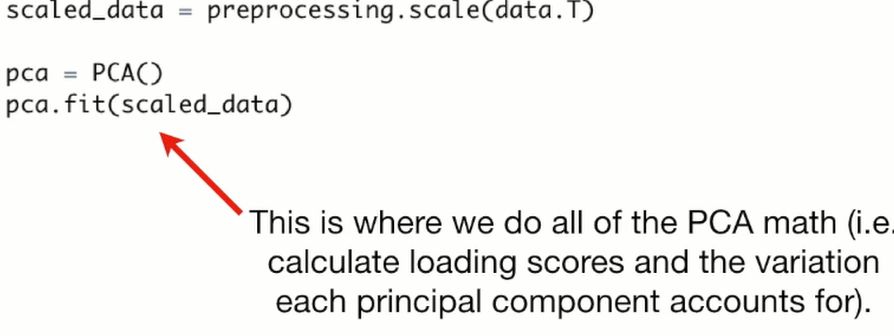 scaled_data = preprocessing.scale(data.T)
pca = PCA()
pca.fit(scaled_data)
This is where we do all of the PCA math (i.e.
calculate loading scores and the variation
each principal component accounts for).